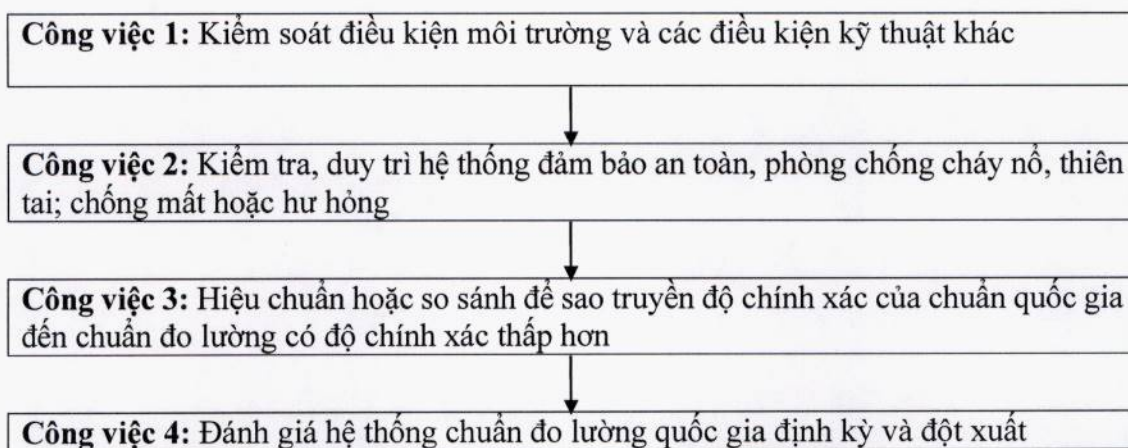 Công việc 1: Kiểm soát điều kiện môi trường và các điều kiện kỹ thuật khác
Công việc 2: Kiểm tra, duy trì hệ thống đảm bảo an toàn, phòng chống cháy nổ, thiên
tai; chống mất hoặc hư hỏng
Công việc 3: Hiệu chuẩn hoặc so sánh để sao truyền độ chính xác của chuẩn quốc gia
đến chuẩn đo lường có độ chính xác thấp hơn
Công việc 4: Đánh giá hệ thống chuẩn đo lường quốc gia định kỳ và đột xuất